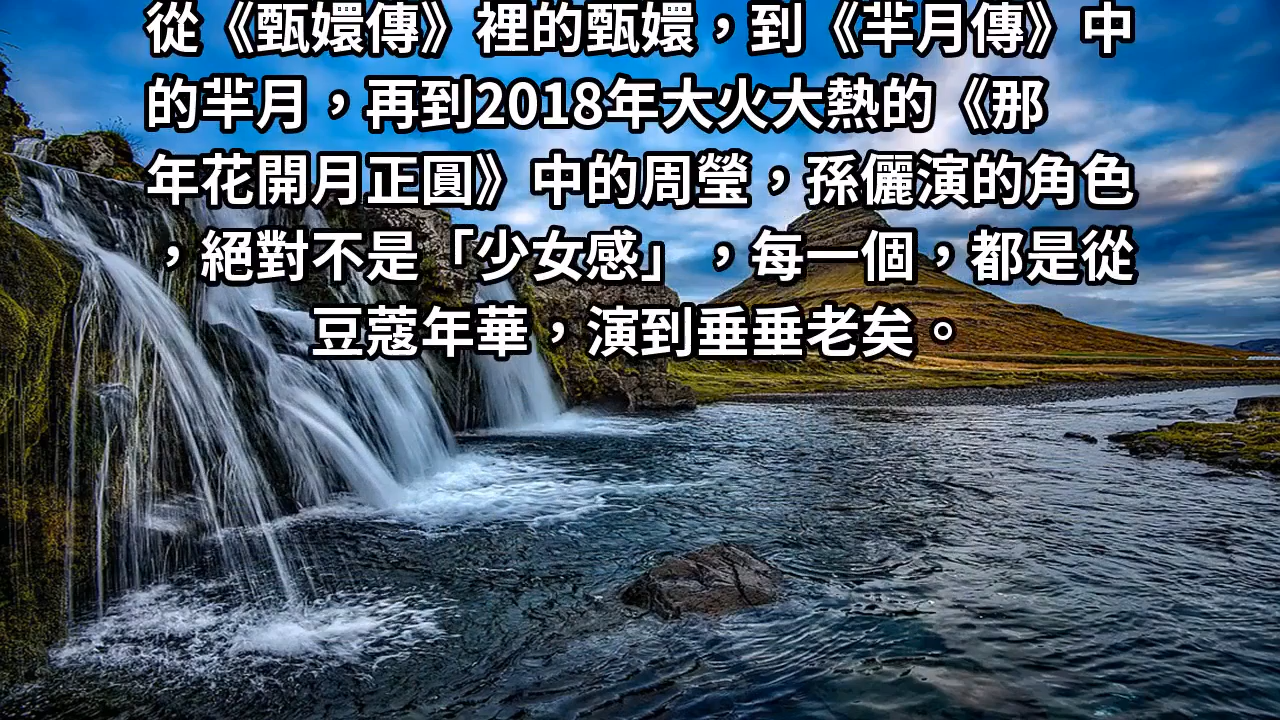 從《甄嬛傳》裡的甄嬛，到《羋月傳》中
的羋月，再到2018年大火大熱的《那
年花開月正圓》中的周瑩，孫儷演的角色
，絕對不是「少女感」，每一個，都是從
豆蔻年華，演到垂垂老矣。